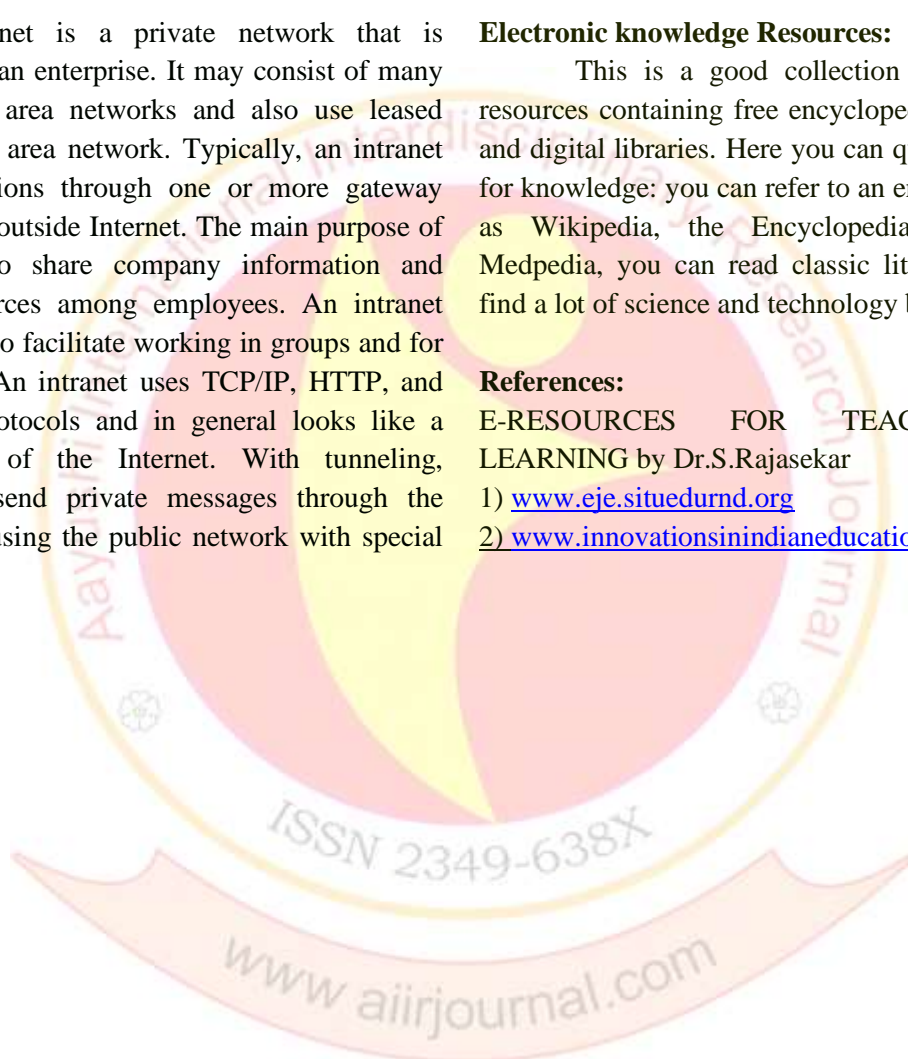 net is a private network that is
an enterprise. It may consist of many
area networks and also use leased
area network. Typically, an intranet
ions through one or more gateway
outside Internet. The main purpose of
o share company information and
rces among employees. An intranet
o facilitate working in groups and for
An intranet uses TCP/IP, HTTP, and
otocols and in general looks like a
of the Internet. With tunneling,
send private messages through the
using the public network with special
Electronic knowledge Resources:
This is a good collection
resources containing free encyclope
and digital libraries. Here you can q
for knowledge: you can refer to an e
as Wikipedia, the Encyclopedia
Medpedia, you can read classic lit
find a lot of science and technology
References:
E-RESOURCES FOR TEAC
LEARNING by Dr.S.Rajasekar
1) www.eje.situedurnd.org
2) www.innovationsinindianeducatio
Aayushi International Interdisciplinary Research Journal
ISSN 2349-638X
www aiirjournal.com